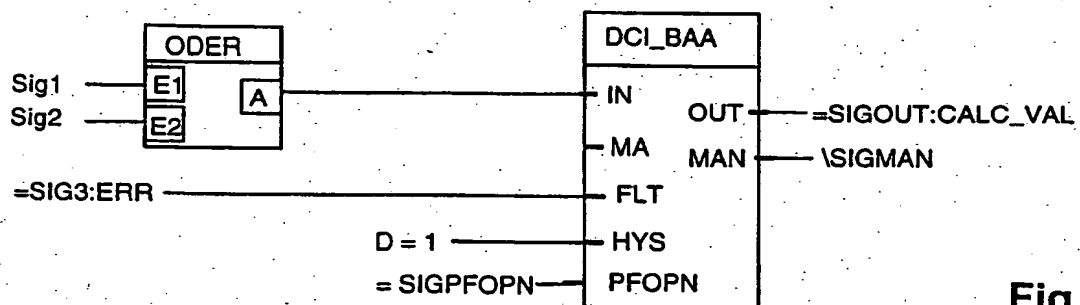 ODER
Sig1
E1
A
Sig2
E2
=SIG3:ERR
D = 1
= SIGPFOPN
DCI_BAA
IN
OUT
=SIGOUT:CALC_VAL
MA
MAN
\SIGMAN
FLT
HYS
PFOPN
Fig